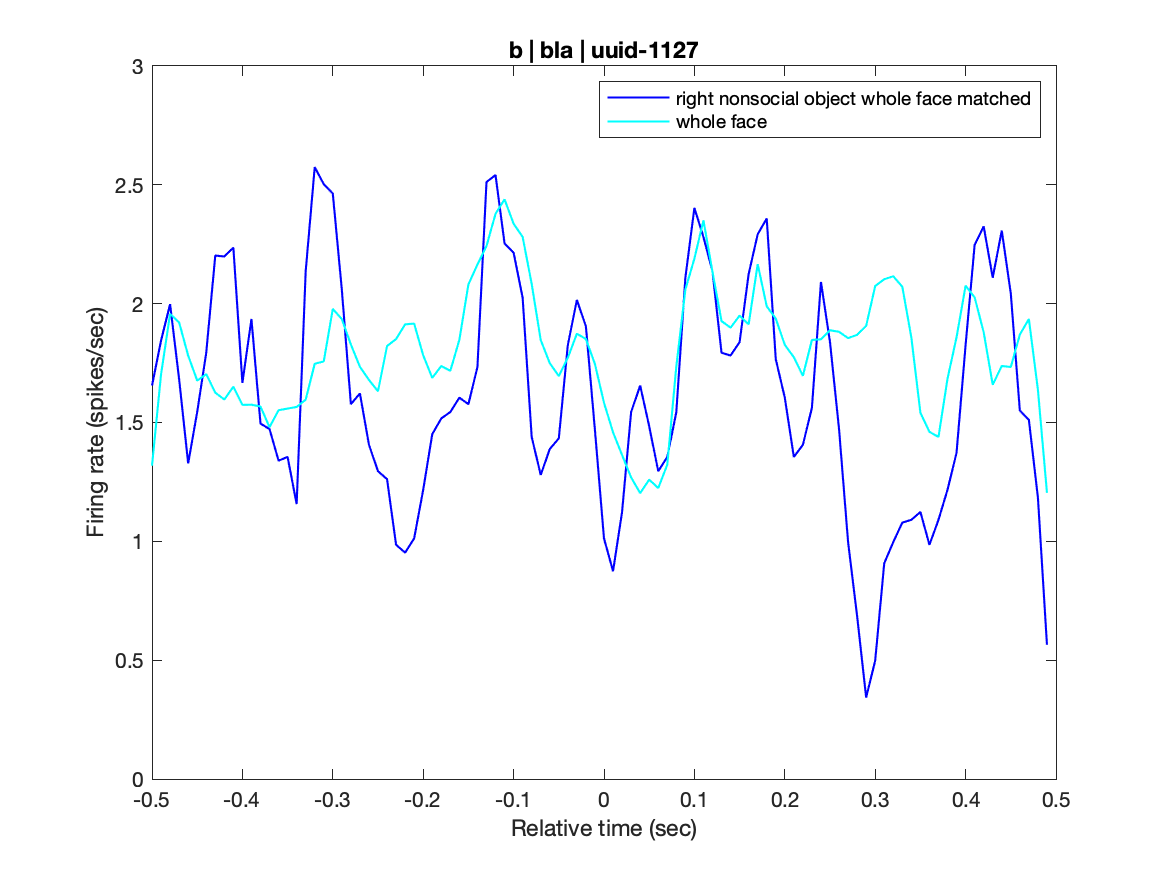 b | bla | uuid-1127
right nonsocial object whole face matched
whole face
Firing rate (spikes/sec)
3
2.5
2
1.5
1
0.5
0
-0.5 -0.4 -0.3 -0.2 -0.1 0 0.1 0.2 0.3 0.4 0.5
Relative time (sec)